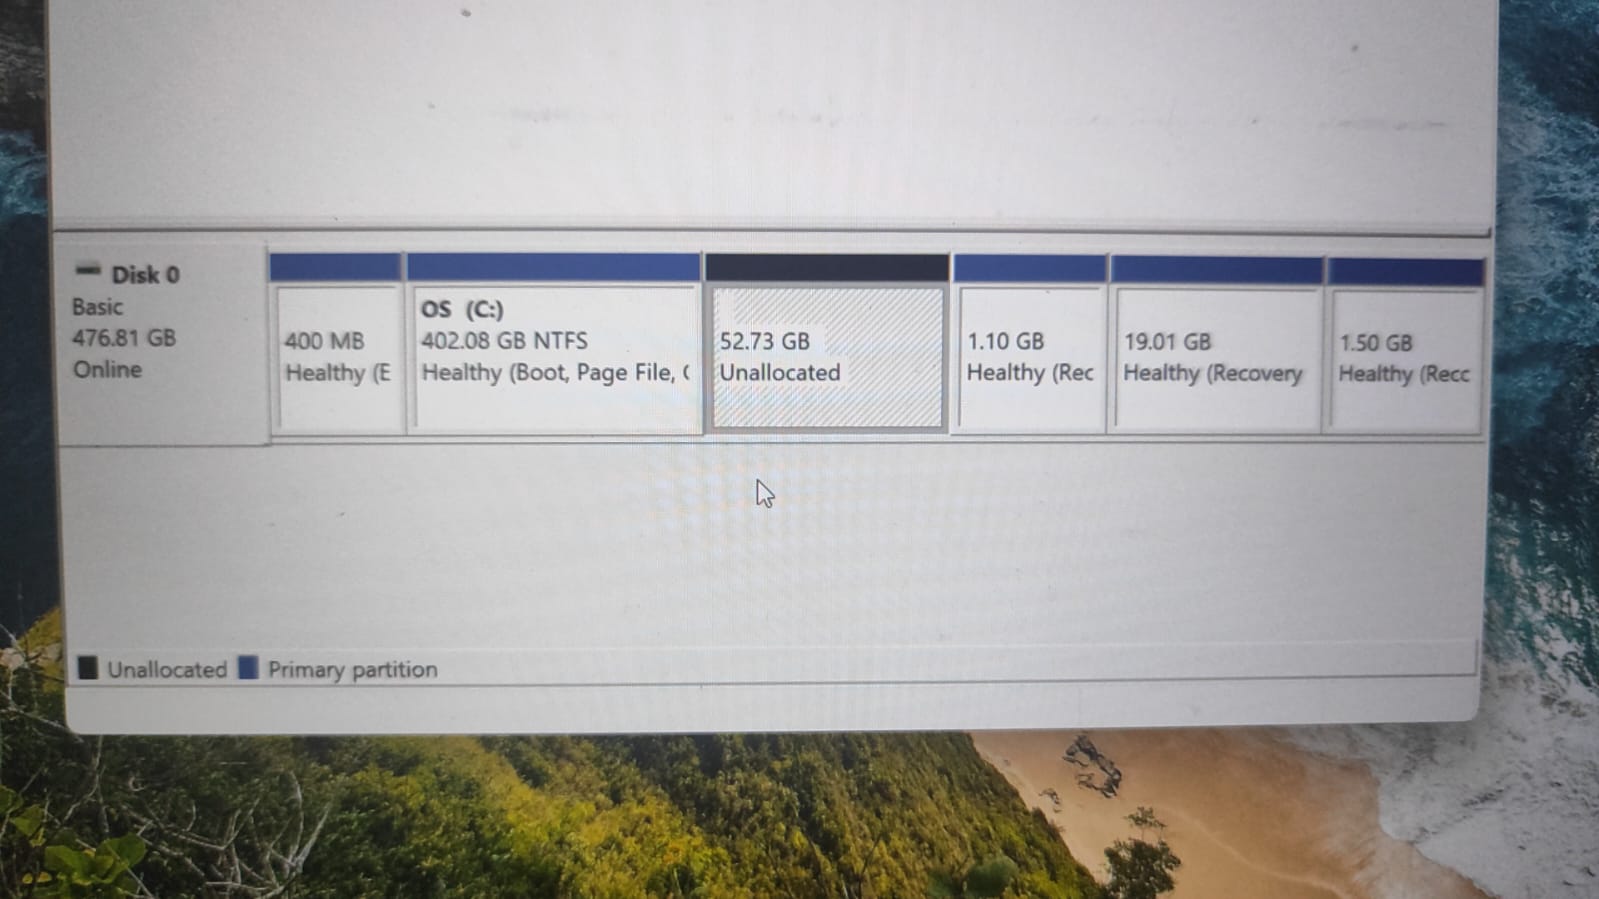 Disk 0
Basic
476.81 GB
Online
400 MB
Healthy (E
OS (C:)
402.08 GB NTFS
Healthy (Boot, Page File, (
52.73 GB
Unallocated
1.10 GB
Healthy (Rec
19.01 GB
Healthy (Recovery
1.50 GB
Healthy (Recc
Unallocated
Primary partition